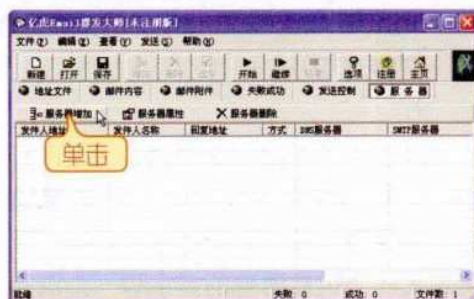 亿虎Email群发大师[未注册版]
文件(F) 编辑(E) 查看(V) 发送(S) 帮助(H)
新建 打开 保存 开始 继续 选项 注册 主页
地址文件 邮件内容 邮件附件 失败成功 发送控制 服务器
服务器增加 服务器属性 服务器删除
发件人地址 发件人名称 回复地址 方式 DNS服务器 SMTP服务器
单击
就绪 失败: 0 成功: 0 文件数: 1